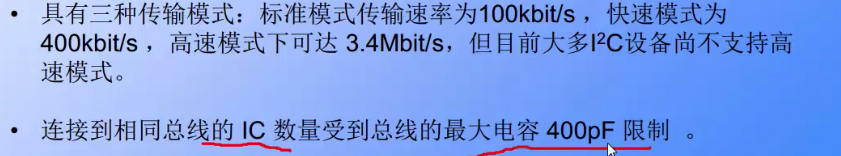 • 具有三种传输模式：标准模式传输速率为100kbit/s ，快速模式为
400kbit/s ，高速模式下可达 3.4Mbit/s，但目前大多I²C设备尚不支持高
速模式。
• 连接到相同总线的 IC 数量受到总线的最大电容 400pF 限制 。